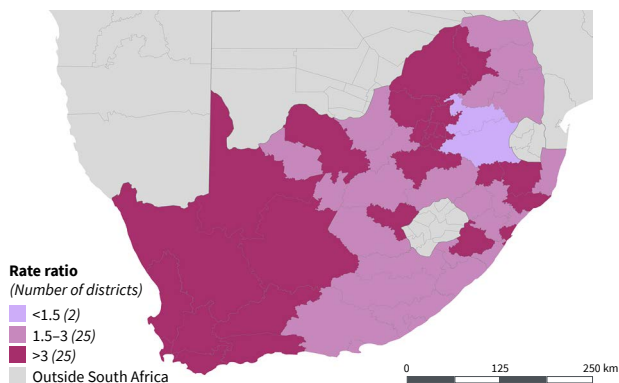 Rate ratio
(Number of districts)
<1.5 (2)
1.5–3 (25)
>3 (25)
Outside South Africa
0 125 250 km